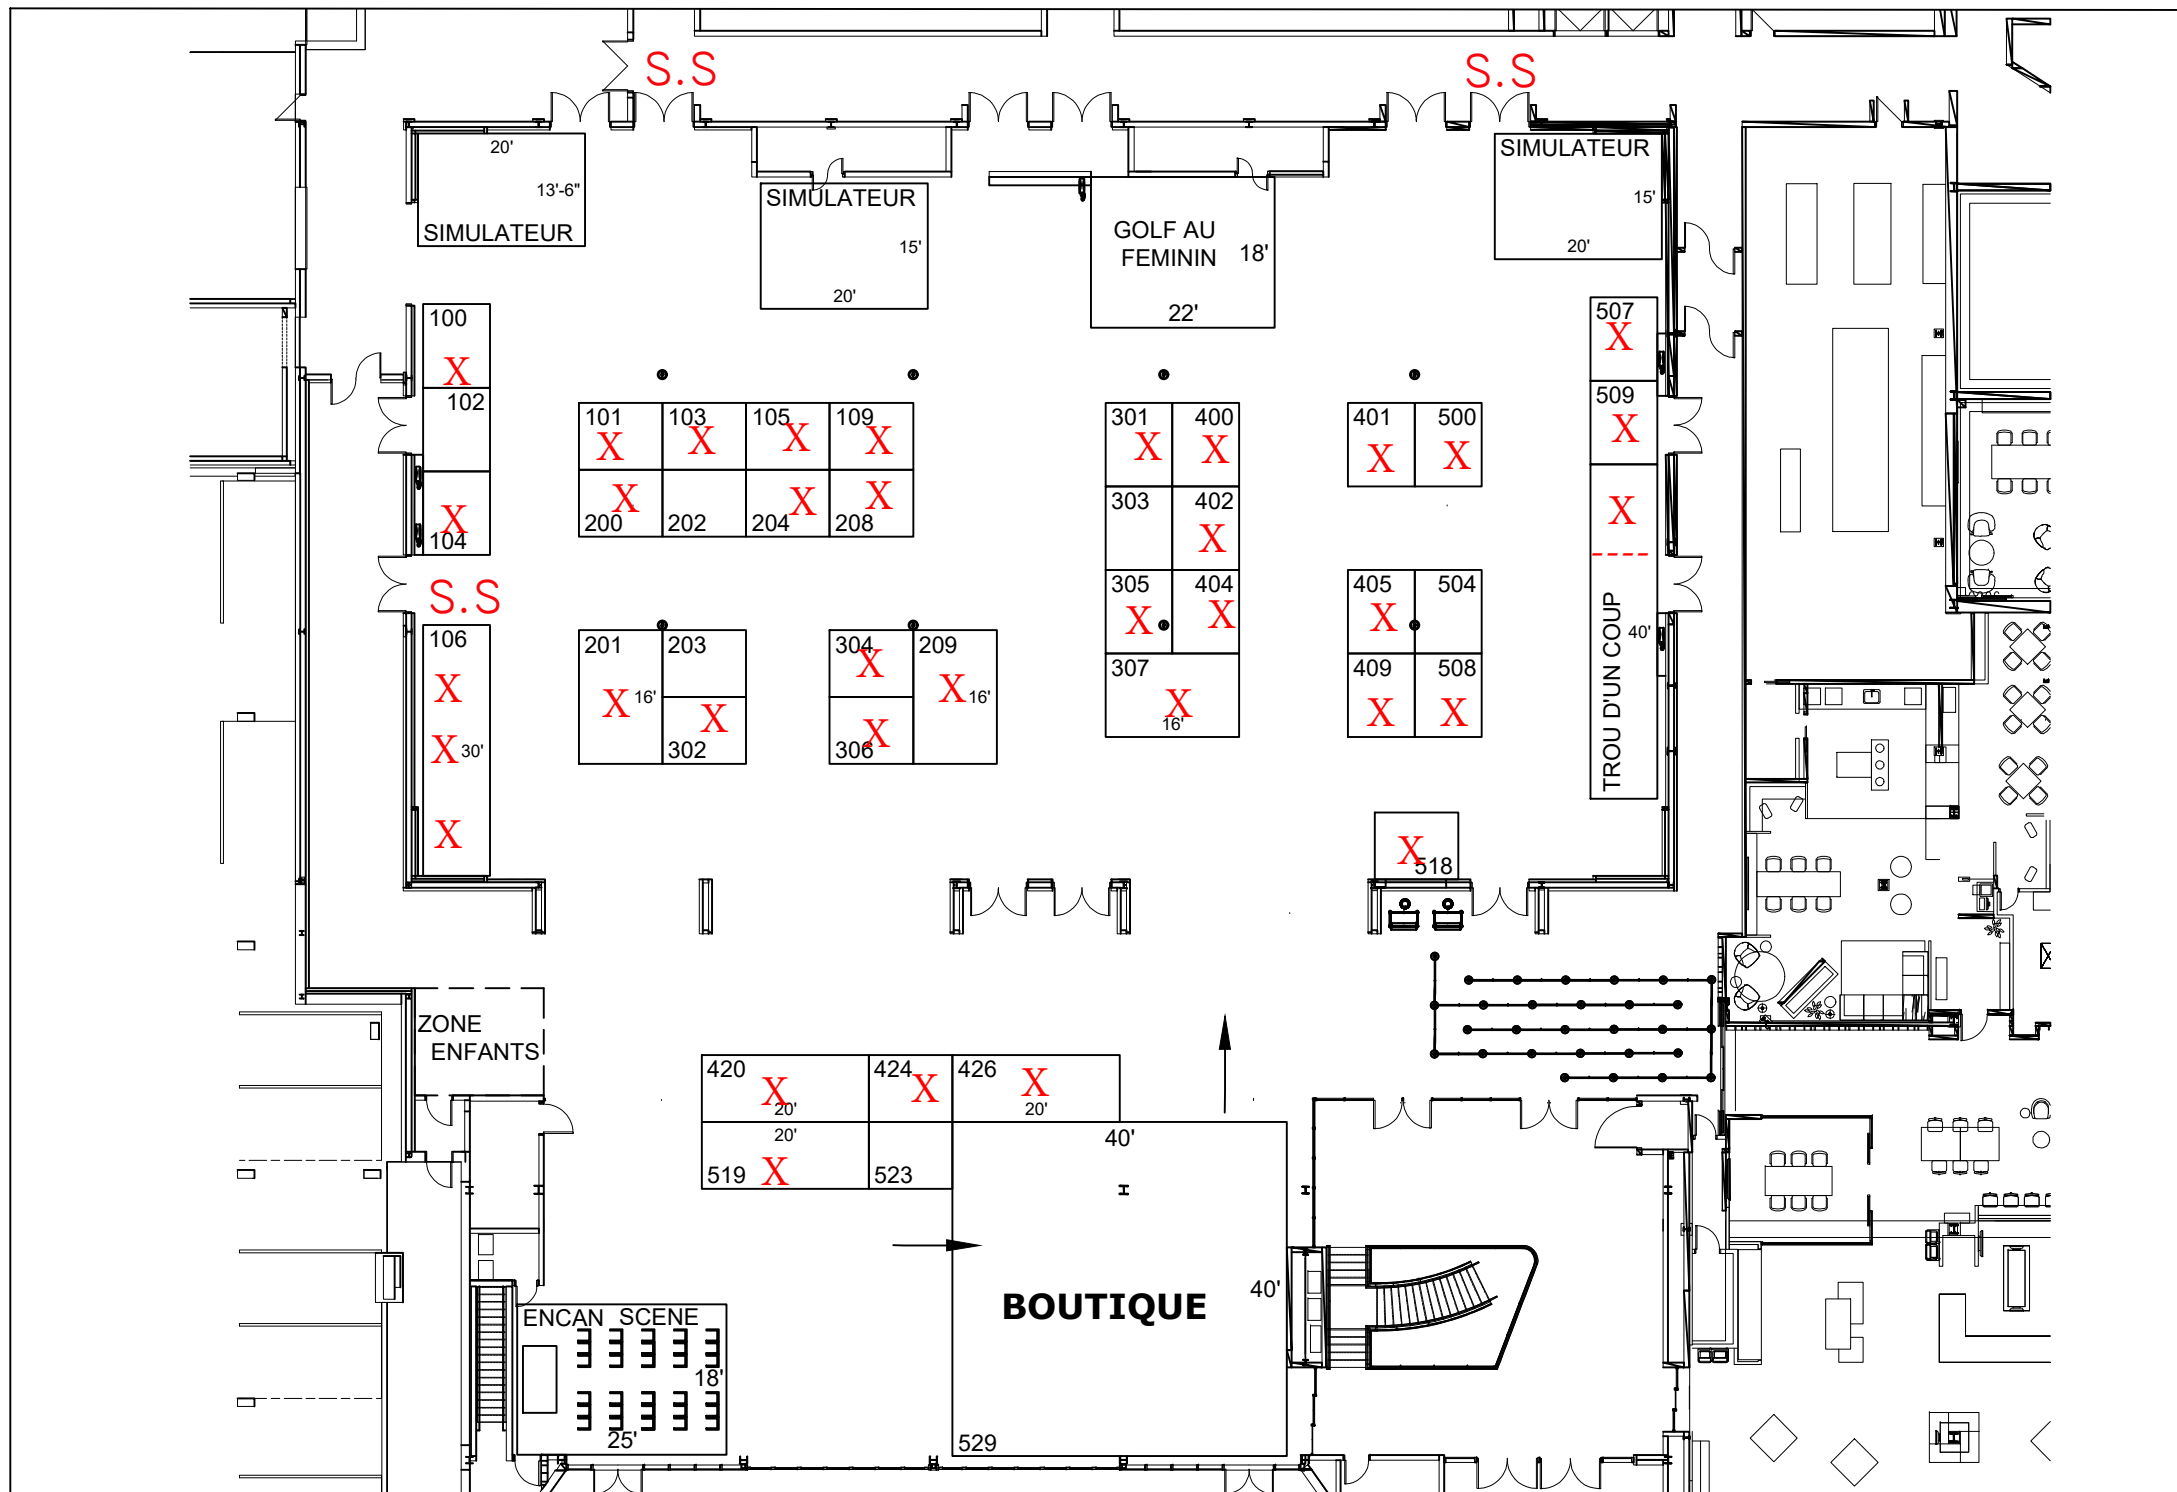 S.S
S.S
20'
13'-6"
SIMULATEUR
SIMULATEUR
15'
20'
GOLF AU
FEMININ
18'
22'
SIMULATEUR
15'
20'
100
X
102
X
104
S.S
106
X
X
30'
X
101
X
103
X
105
X
109
X
X
200
202
X
204
X
208
201
X
16'
203
X
302
304
X
X
306
209
X
16'
301
X
400
X
303
402
X
305
X
404
X
307
X
16'
401
X
500
X
405
X
504
409
X
508
X
507
X
509
X
X
TROU D'UN COUP
40'
X
518
ZONE
ENFANTS
420
X
20'
424
X
426
X
20'
20'
519
X
523
40'
40'
BOUTIQUE
529
ENCAN SCENE
18'
25'